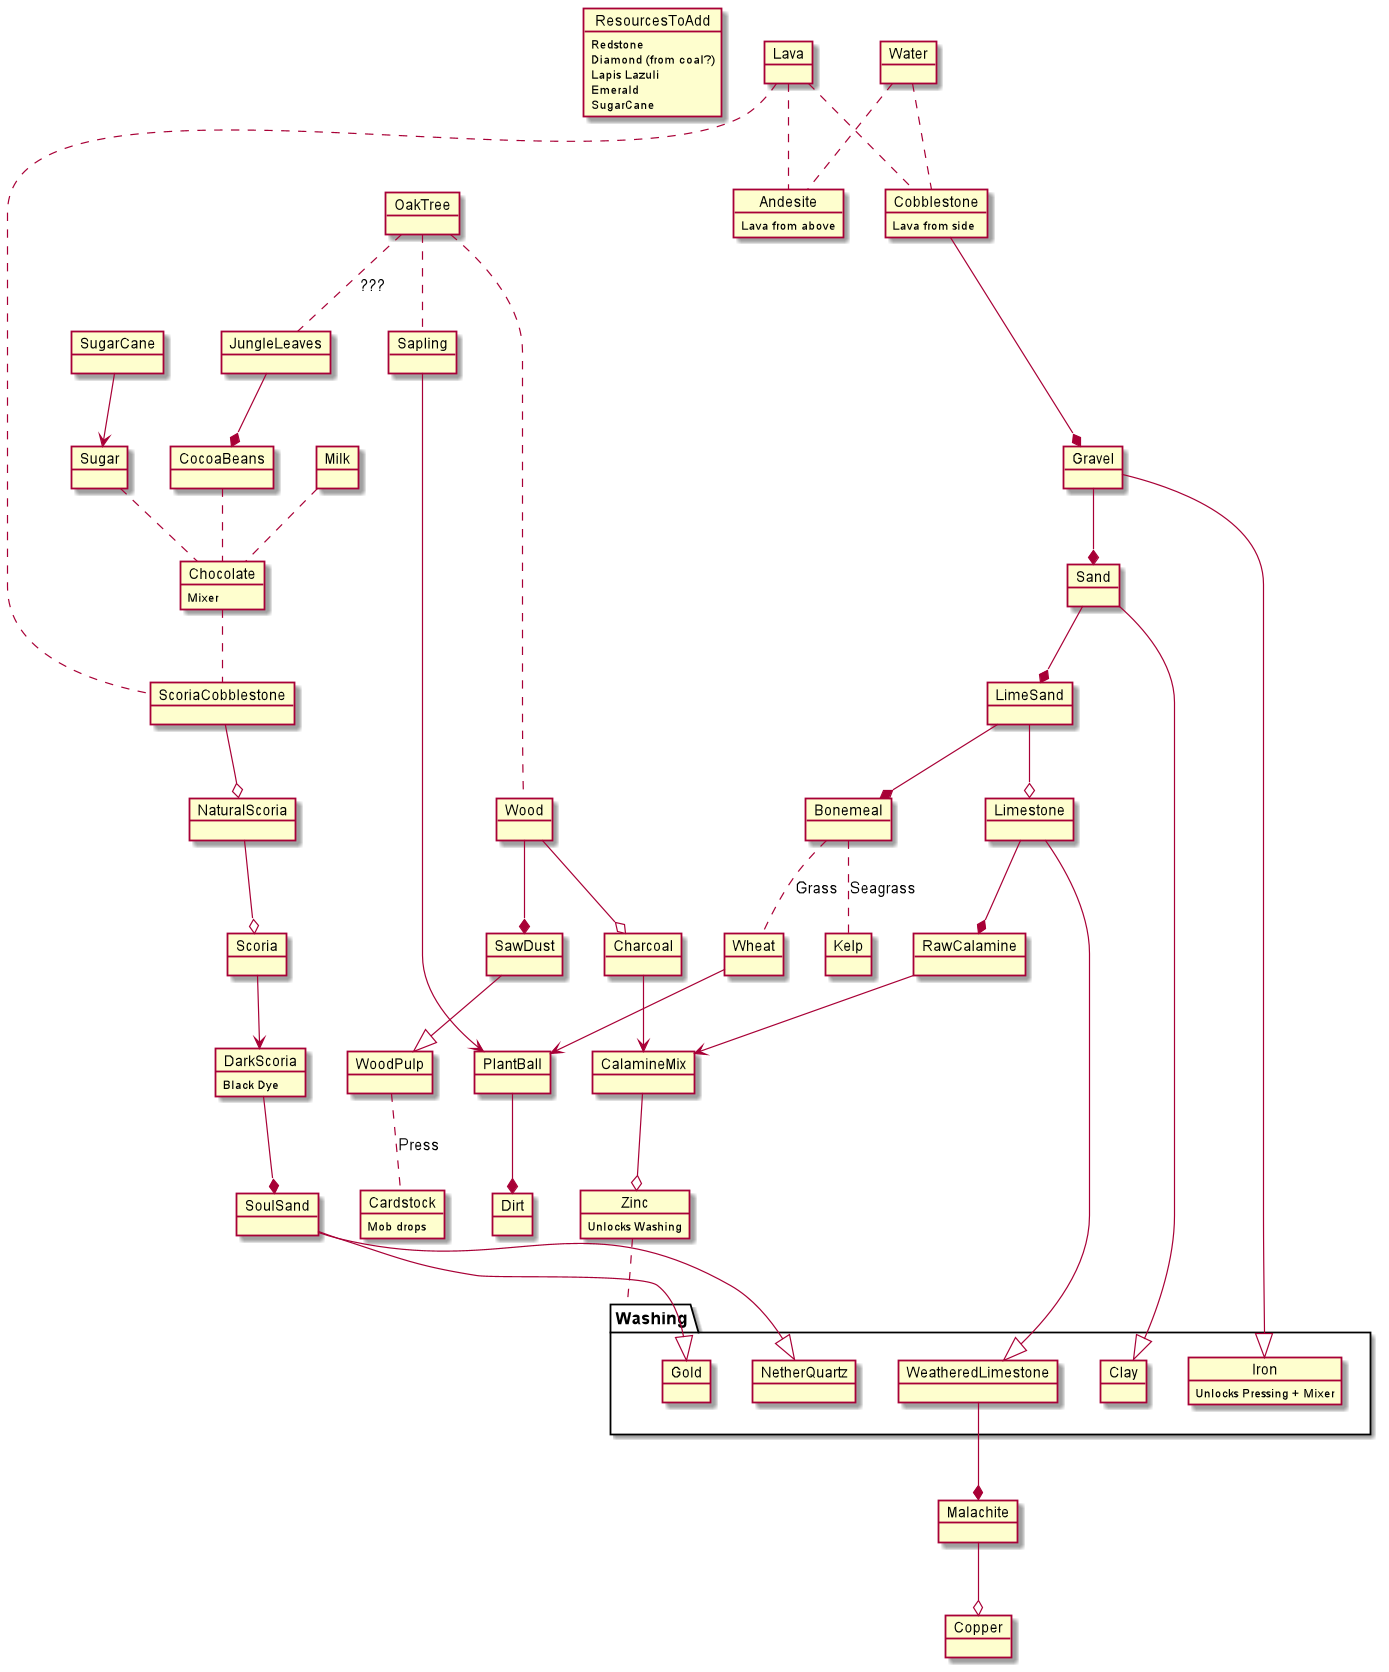 ResourcesToAdd
Redstone
Diamond (from coal?)
Lapis Lazuli
Emerald
SugarCane
Lava
Water
OakTree
Andesite
Lava from above
Cobblestone
Lava from side
???
SugarCane
JungleLeaves
Sapling
Sugar
CocoaBeans
Milk
Gravel
Chocolate
Mixer
Sand
ScoriaCobblestone
LimeSand
NaturalScoria
Wood
Bonemeal
Limestone
Grass
Seagrass
Scoria
SawDust
Charcoal
Wheat
Kelp
RawCalamine
DarkScoria
Black Dye
WoodPulp
PlantBall
CalamineMix
Press
SoulSand
Cardstock
Mob drops
Dirt
Zinc
Unlocks Washing
Washing
Gold
NetherQuartz
WeatheredLimestone
Clay
Iron
Unlocks Pressing + Mixer
Malachite
Copper